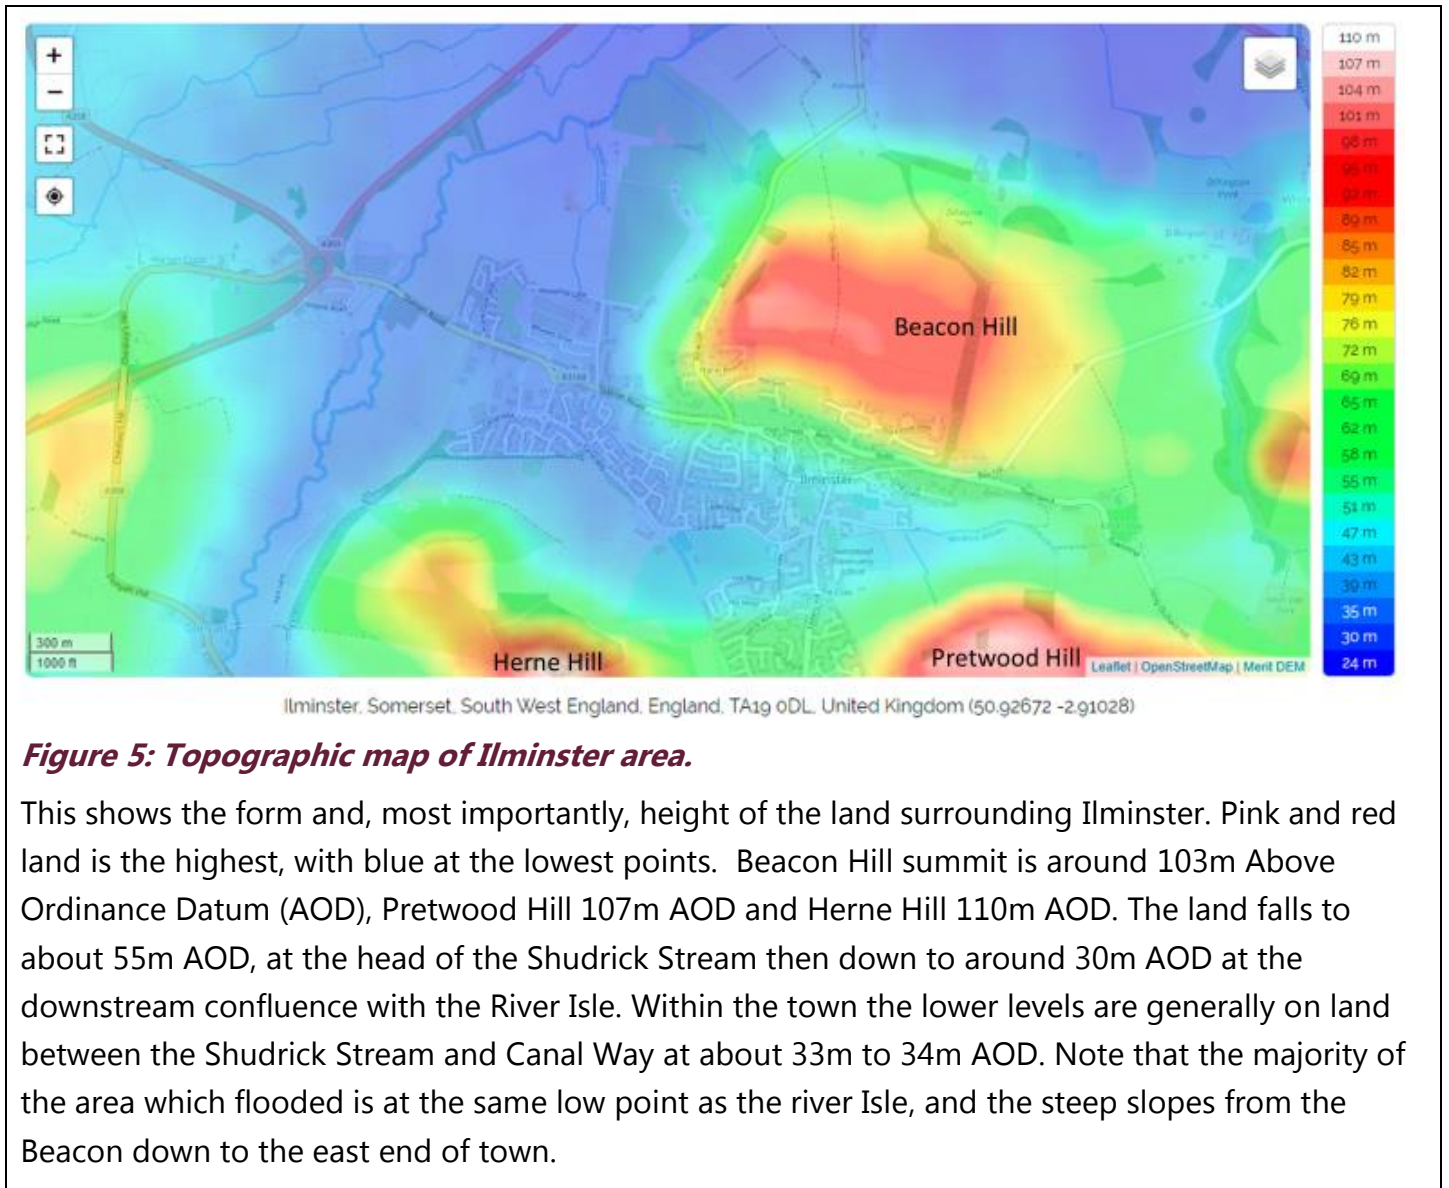 +
−
110 m
107 m
104 m
101 m
98 m
95 m
92 m
89 m
85 m
82 m
79 m
76 m
72 m
69 m
65 m
62 m
58 m
55 m
51 m
47 m
43 m
39 m
35 m
30 m
24 m
Beacon Hill
Ilminster
Herne Hill
Pretwood Hill
300 m
1000 ft
Leaflet | OpenStreetMap | Merit DEM
Ilminster, Somerset, South West England, England, TA19 0DL, United Kingdom (50.92672 -2.91028)
Figure 5: Topographic map of Ilminster area.
This shows the form and, most importantly, height of the land surrounding Ilminster. Pink and red
land is the highest, with blue at the lowest points. Beacon Hill summit is around 103m Above
Ordinance Datum (AOD), Pretwood Hill 107m AOD and Herne Hill 110m AOD. The land falls to
about 55m AOD, at the head of the Shudrick Stream then down to around 30m AOD at the
downstream confluence with the River Isle. Within the town the lower levels are generally on land
between the Shudrick Stream and Canal Way at about 33m to 34m AOD. Note that the majority of
the area which flooded is at the same low point as the river Isle, and the steep slopes from the
Beacon down to the east end of town.